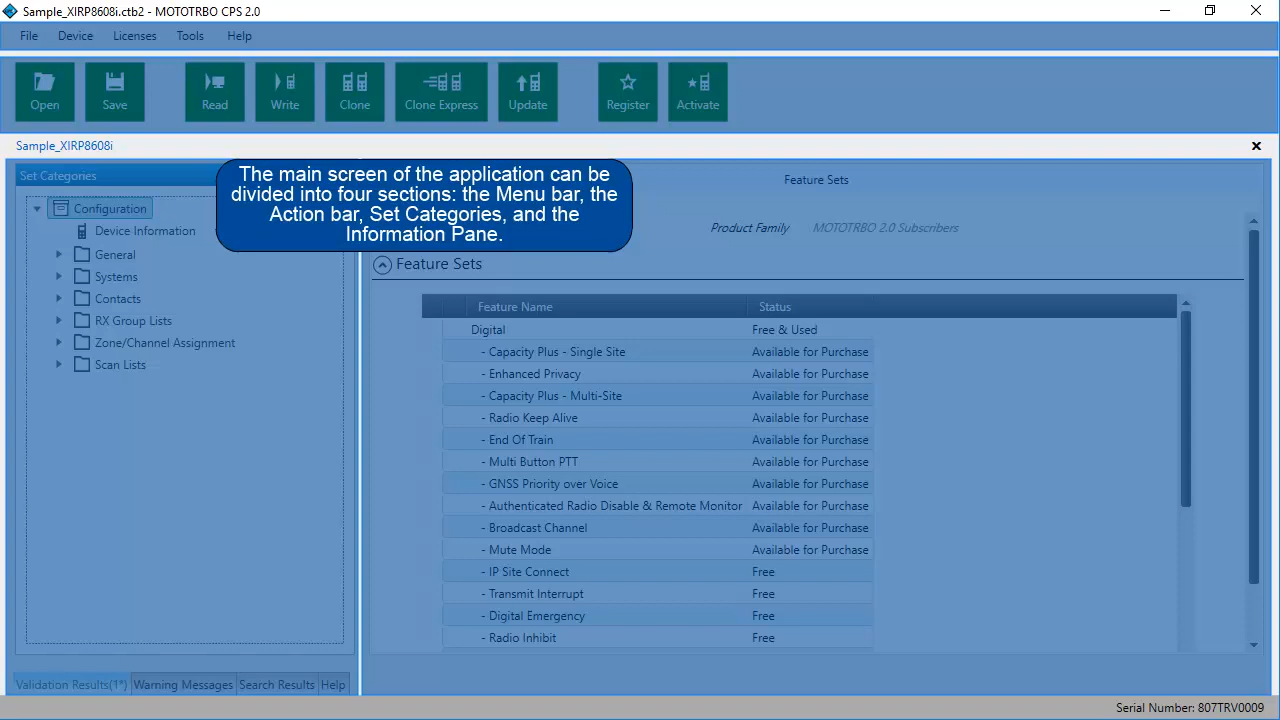 Sample_XIRP8608i.ctb2 - MOTOTRBO CPS 2.0
File Device Licenses Tools Help
Open Save Read Write Clone Clone Express Update Register Activate
Sample_XIRP8608i
Set Categories
Configuration
Device Information
General
Systems
Contacts
RX Group Lists
Zone/Channel Assignment
Scan Lists
The main screen of the application can be
divided into four sections: the Menu bar, the
Action bar, Set Categories, and the
Information Pane.
Feature Sets
Product Family MOTOTRBO 2.0 Subscribers
Feature Sets
Feature Name Status
Digital Free & Used
- Capacity Plus - Single Site Available for Purchase
- Enhanced Privacy Available for Purchase
- Capacity Plus - Multi-Site Available for Purchase
- Radio Keep Alive Available for Purchase
- End Of Train Available for Purchase
- Multi Button PTT Available for Purchase
- GNSS Priority over Voice Available for Purchase
- Authenticated Radio Disable & Remote Monitor Available for Purchase
- Broadcast Channel Available for Purchase
- Mute Mode Available for Purchase
- IP Site Connect Free
- Transmit Interrupt Free
- Digital Emergency Free
- Radio Inhibit Free
Validation Results(1*) Warning Messages Search Results Help
Serial Number: 807TRV0009